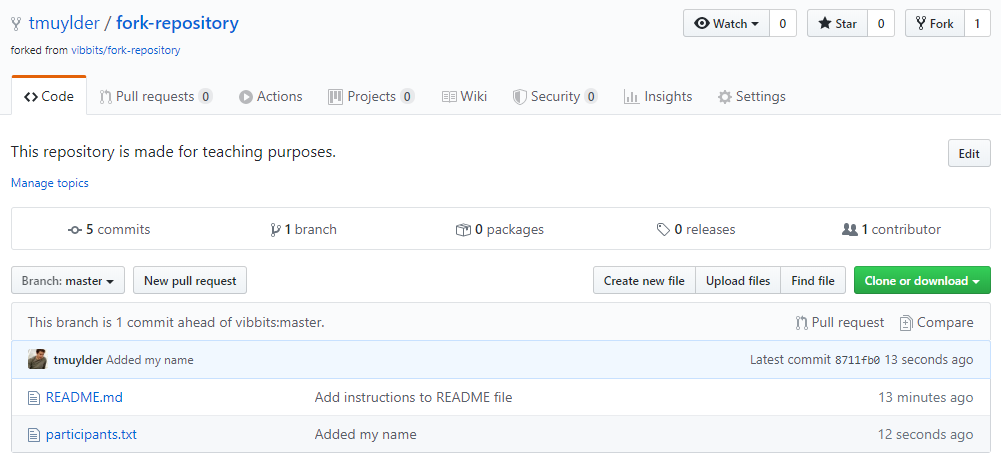 tmuylder / fork-repository
Watch 0 Star 0 Fork 1
forked from vibbits/fork-repository
Code Pull requests 0 Actions Projects 0 Wiki Security 0 Insights Settings
This repository is made for teaching purposes.
Edit
Manage topics
5 commits 1 branch 0 packages 0 releases 1 contributor
Branch: master New pull request Create new file Upload files Find file Clone or download
This branch is 1 commit ahead of vibbits:master. Pull request Compare
tmuylder Added my name Latest commit 8711fb0 13 seconds ago
README.md Add instructions to README file 13 minutes ago
participants.txt Added my name 12 seconds ago